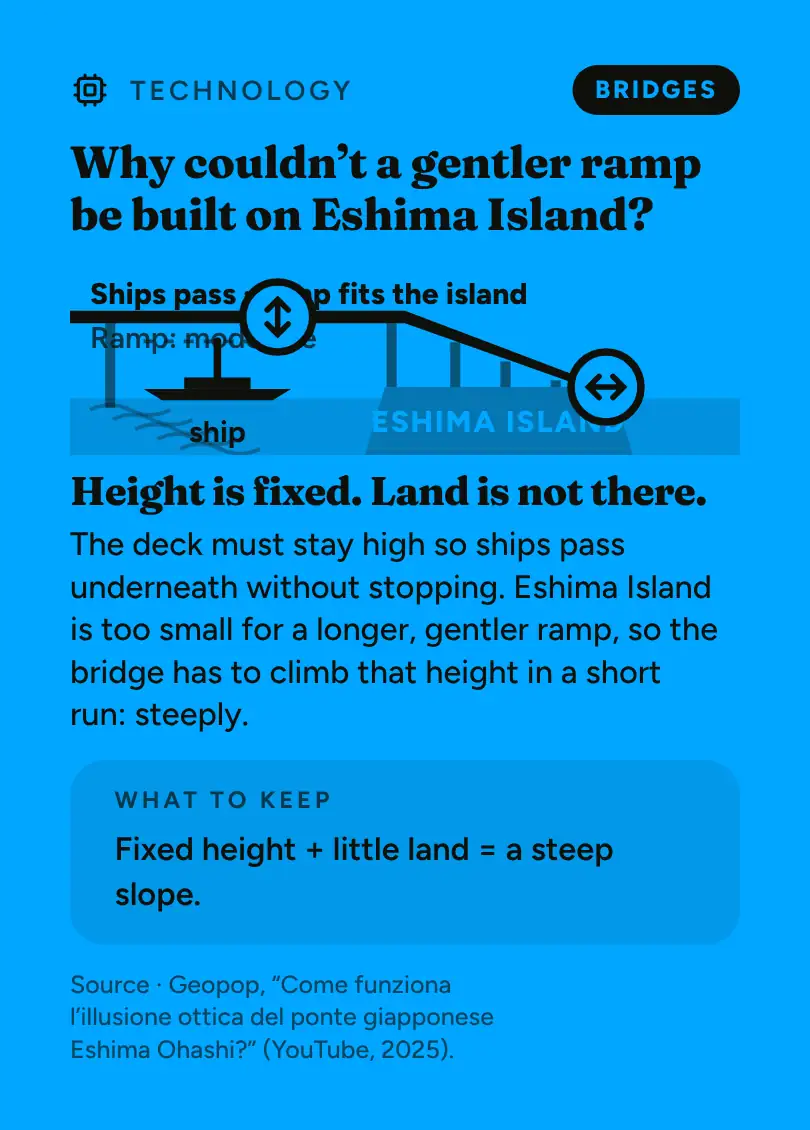 TECHNOLOGY
BRIDGES
Why couldn’t a gentler ramp
be built on Eshima Island?
Ships pass fits the island
Ramp:
ship
ESHIMA ISLAND
Height is fixed. Land is not there.
The deck must stay high so ships pass
underneath without stopping. Eshima Island
is too small for a longer, gentler ramp, so the
bridge has to climb that height in a short
run: steeply.
WHAT TO KEEP
Fixed height + little land = a steep
slope.
Source · Geopop, “Come funziona
l’illusione ottica del ponte giapponese
Eshima Ohashi?” (YouTube, 2025).